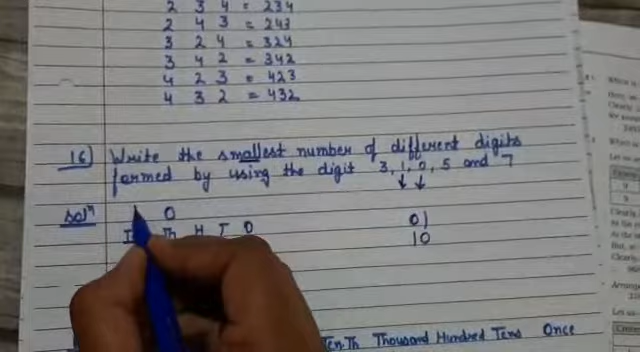 2 3 4 = 234
2 4 3 = 243
3 2 4 = 324
3 4 2 = 342
4 2 3 = 423
4 3 2 = 432
16) Write the smallest number of different digits
formed by using the digit 3, 1, 0, 5 and 7
Solⁿ 0 01
Th H T O 10
Ten.Th Thousand Hundred Tens Once